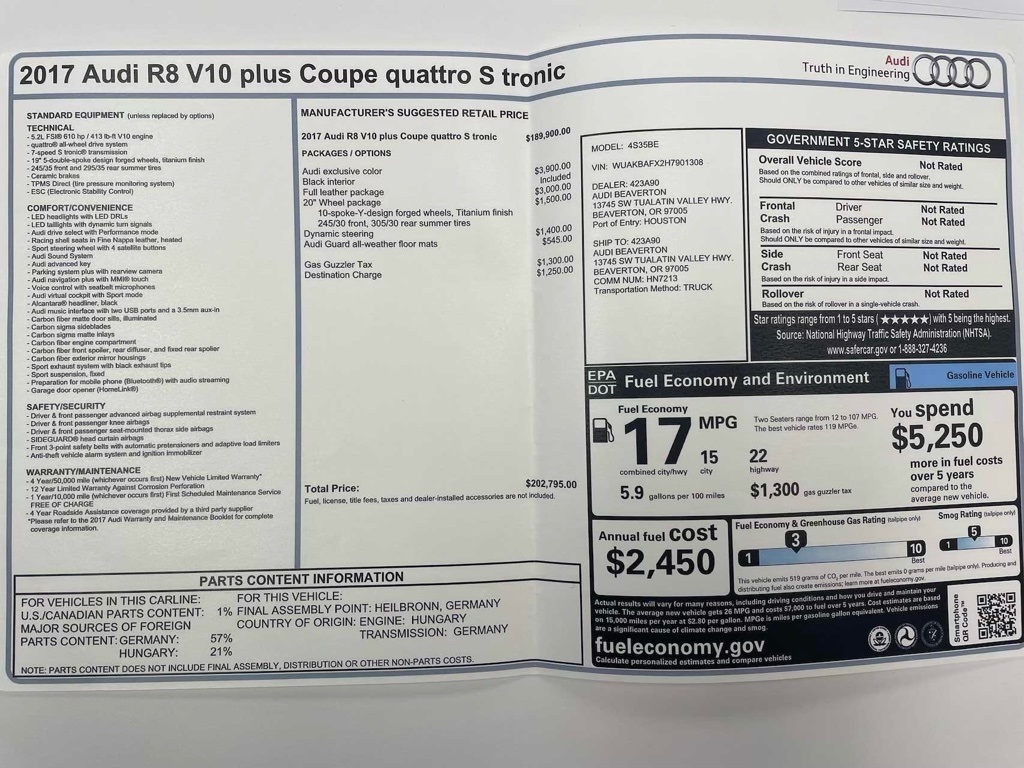 2017 Audi R8 V10 plus Coupe quattro S tronic
Audi
Truth in Engineering
STANDARD EQUIPMENT (unless replaced by options)
TECHNICAL
- 5.2L FSI® 610 hp / 413 lb-ft V10 engine
- quattro® all-wheel drive system
- 7-speed S tronic® transmission
- 19" 5-double-spoke design forged wheels, titanium finish
- 245/35 front and 295/35 rear summer tires
- Ceramic brakes
- TPMS Direct (tire pressure monitoring system)
- ESC (Electronic Stability Control)
COMFORT/CONVENIENCE
- LED headlights with LED DRLs
- LED taillights with dynamic turn signals
- Audi drive select with Performance mode
- Racing shell seats in Fine Nappa leather, heated
- Sport steering wheel with 4 satellite buttons
- Audi Sound System
- Audi advanced key
- Parking system plus with rearview camera
- Audi navigation plus with MMI® touch
- Voice control with seatbelt microphones
- Audi virtual cockpit with Sport mode
- Alcantara® headliner, black
- Audi music interface with two USB ports and a 3.5mm aux-in
- Carbon fiber matte door sills, illuminated
- Carbon sigma sideblades
- Carbon sigma matte inlays
- Carbon fiber engine compartment
- Carbon fiber front spoiler, rear diffuser, and fixed rear spoiler
- Carbon fiber exterior mirror housings
- Sport exhaust system with black exhaust tips
- Sport suspension, fixed
- Preparation for mobile phone (Bluetooth®) with audio streaming
- Garage door opener (HomeLink®)
SAFETY/SECURITY
- Driver & front passenger advanced airbag supplemental restraint system
- Driver & front passenger knee airbags
- Driver & front passenger seat-mounted thorax side airbags
- SIDEGUARD® head curtain airbags
- Front 3-point safety belts with automatic pretensioners and adaptive load limiters
- Anti-theft vehicle alarm system and ignition immobilizer
WARRANTY/MAINTENANCE
- 4 Year/50,000 mile (whichever occurs first) New Vehicle Limited Warranty*
- 12 Year Limited Warranty Against Corrosion Perforation
- 1 Year/10,000 mile (whichever occurs first) First Scheduled Maintenance Service
FREE OF CHARGE
- 4 Year Roadside Assistance coverage provided by a third party supplier
*Please refer to the 2017 Audi Warranty and Maintenance Booklet for complete
coverage information.
MANUFACTURER'S SUGGESTED RETAIL PRICE
2017 Audi R8 V10 plus Coupe quattro S tronic $189,900.00
PACKAGES / OPTIONS
Audi exclusive color $3,900.00
Black interior Included
Full leather package $3,000.00
20" Wheel package $1,500.00
10-spoke-Y-design forged wheels, Titanium finish
245/30 front, 305/30 rear summer tires
Dynamic steering $1,400.00
Audi Guard all-weather floor mats $545.00
Gas Guzzler Tax $1,300.00
Destination Charge $1,250.00
Total Price: $202,795.00
Fuel, license, title fees, taxes and dealer-installed accessories are not included.
MODEL: 4S35BE
VIN: WUAKBAFX2H7901308
DEALER: 423A90
AUDI BEAVERTON
13745 SW TUALATIN VALLEY HWY.
BEAVERTON, OR 97005
Port of Entry: HOUSTON
SHIP TO: 423A90
AUDI BEAVERTON
13745 SW TUALATIN VALLEY HWY.
BEAVERTON, OR 97005
COMM NUM: HN7213
Transportation Method: TRUCK
GOVERNMENT 5-STAR SAFETY RATINGS
Overall Vehicle Score Not Rated
Based on the combined ratings of frontal, side and rollover.
Should ONLY be compared to other vehicles of similar size and weight.
Frontal Driver Not Rated
Crash Passenger Not Rated
Based on the risk of injury in a frontal impact.
Should ONLY be compared to other vehicles of similar size and weight.
Side Front Seat Not Rated
Crash Rear Seat Not Rated
Based on the risk of injury in a side impact.
Rollover Not Rated
Based on the risk of rollover in a single-vehicle crash.
Star ratings range from 1 to 5 stars (★★★★★) with 5 being the highest.
Source: National Highway Traffic Safety Administration (NHTSA).
www.safercar.gov or 1-888-327-4236
EPA
DOT
Fuel Economy and Environment
Gasoline Vehicle
Fuel Economy
17 MPG
combined city/hwy
15
city
22
highway
Two Seaters range from 12 to 107 MPG.
The best vehicle rates 119 MPGe.
5.9 gallons per 100 miles
$1,300 gas guzzler tax
You spend
$5,250
more in fuel costs
over 5 years
compared to the
average new vehicle.
Annual fuel cost
$2,450
Fuel Economy & Greenhouse Gas Rating (tailpipe only)
1
3
10
Best
Smog Rating (tailpipe only)
1
5
10
Best
This vehicle emits 519 grams of CO2 per mile. The best emits 0 grams per mile (tailpipe only). Producing and
distributing fuel also create emissions; learn more at fueleconomy.gov.
Actual results will vary for many reasons, including driving conditions and how you drive and maintain your
vehicle. The average new vehicle gets 26 MPG and costs $7,000 to fuel over 5 years. Cost estimates are based
on 15,000 miles per year at $2.80 per gallon. MPGe is miles per gasoline gallon equivalent. Vehicle emissions
are a significant cause of climate change and smog.
fueleconomy.gov
Calculate personalized estimates and compare vehicles
Smartphone
QR Code™
PARTS CONTENT INFORMATION
FOR VEHICLES IN THIS CARLINE:
U.S./CANADIAN PARTS CONTENT: 1%
MAJOR SOURCES OF FOREIGN
PARTS CONTENT: GERMANY: 57%
HUNGARY: 21%
FOR THIS VEHICLE:
FINAL ASSEMBLY POINT: HEILBRONN, GERMANY
COUNTRY OF ORIGIN: ENGINE: HUNGARY
TRANSMISSION: GERMANY
NOTE: PARTS CONTENT DOES NOT INCLUDE FINAL ASSEMBLY, DISTRIBUTION OR OTHER NON-PARTS COSTS.